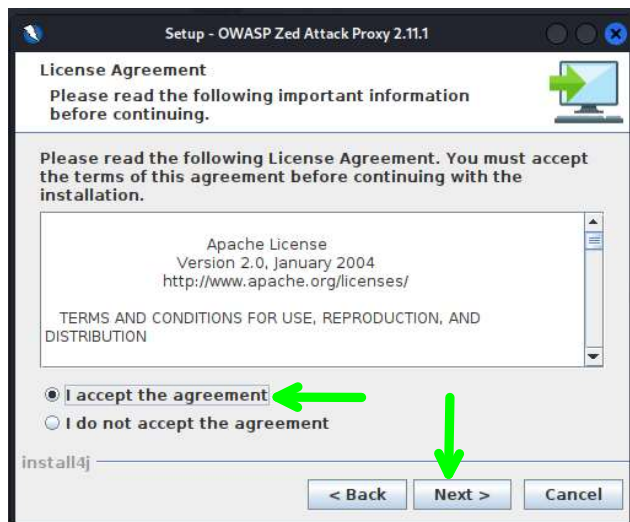 Setup - OWASP Zed Attack Proxy 2.11.1
License Agreement
Please read the following important information
before continuing.
Please read the following License Agreement. You must accept
the terms of this agreement before continuing with the
installation.
Apache License
Version 2.0, January 2004
http://www.apache.org/licenses/
TERMS AND CONDITIONS FOR USE, REPRODUCTION, AND
DISTRIBUTION
I accept the agreement
I do not accept the agreement
install4j
< Back Next > Cancel